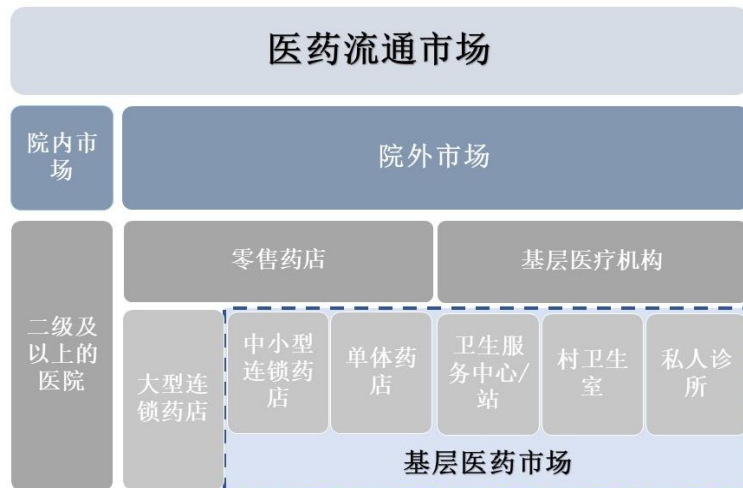 医药流通市场
院内市
场
院外市场
零售药店
基层医疗机构
二级及
以上的
医院
大型连
锁药店
中小型
连锁药
店
单体药
店
卫生服
务中心/
站
村卫生
室
私人诊
所
基层医药市场